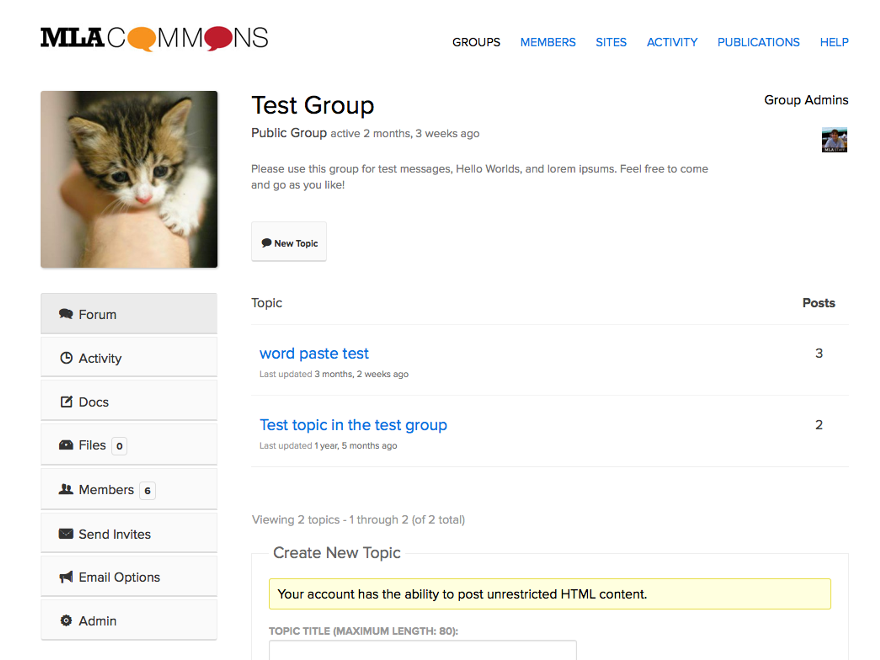 MLACOMMONS
GROUPS MEMBERS SITES ACTIVITY PUBLICATIONS HELP
Test Group
Public Group active 2 months, 3 weeks ago
Please use this group for test messages, Hello Worlds, and lorem ipsums. Feel free to come
and go as you like!
New Topic
Group Admins
Forum
Activity
Docs
Files 0
Members 6
Send Invites
Email Options
Admin
Topic Posts
word paste test 3
Last updated 3 months, 2 weeks ago
Test topic in the test group 2
Last updated 1 year, 5 months ago
Viewing 2 topics - 1 through 2 (of 2 total)
Create New Topic
Your account has the ability to post unrestricted HTML content.
TOPIC TITLE (MAXIMUM LENGTH: 80):